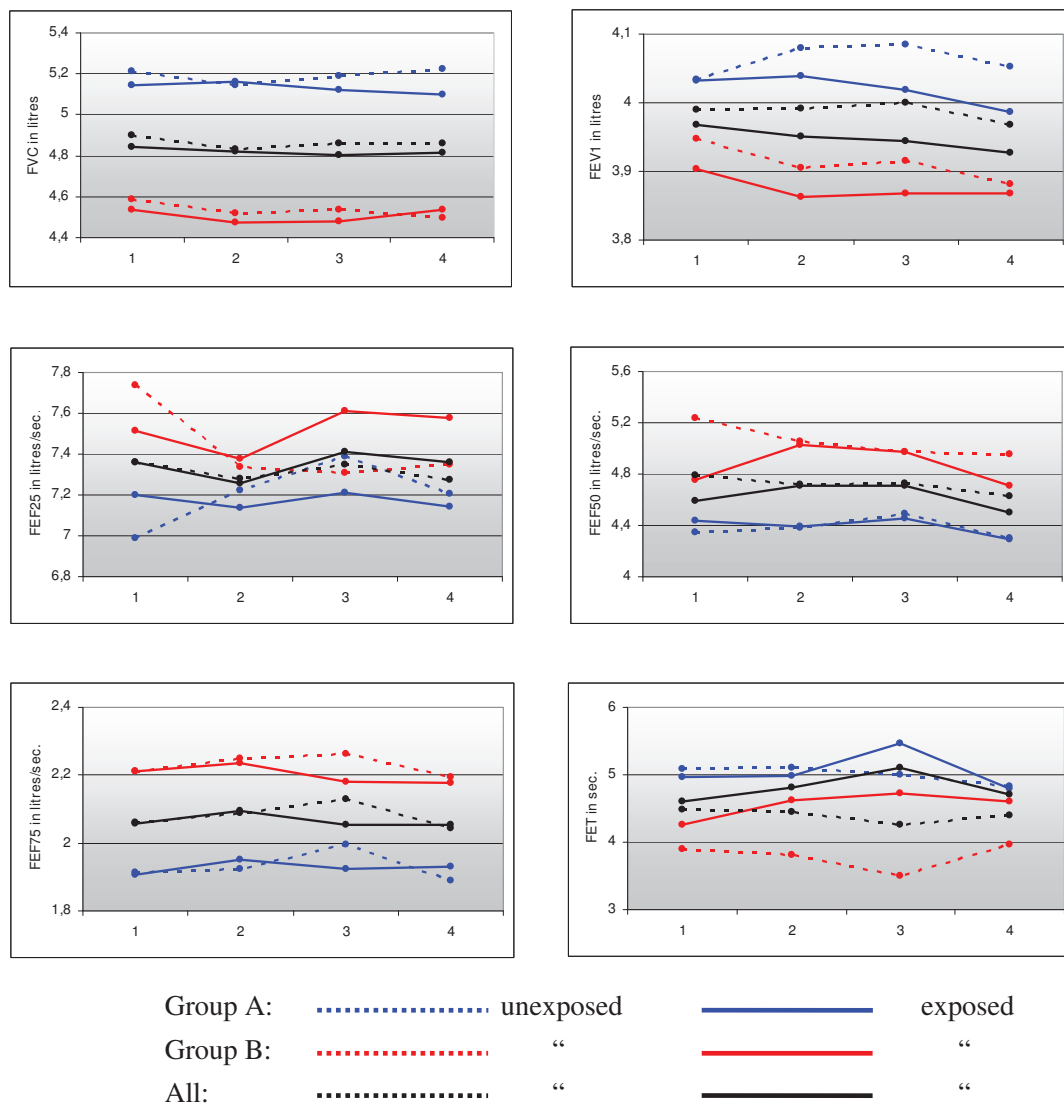 5,4
5,2
5
4,8
4,6
4,4
FVC in litres
1 2 3 4
4,1
4
3,9
3,8
FEV1 in litres
1 2 3 4
7,8
7,6
7,4
7,2
7
6,8
FEF25 in litres/sec.
1 2 3 4
5,6
5,2
4,8
4,4
4
FEF50 in litres/sec.
1 2 3 4
2,4
2,2
2
1,8
FEF75 in litres/sec.
1 2 3 4
6
5
4
3
FET in sec.
1 2 3 4
Group A: unexposed exposed
Group B: “ “
All: “ “